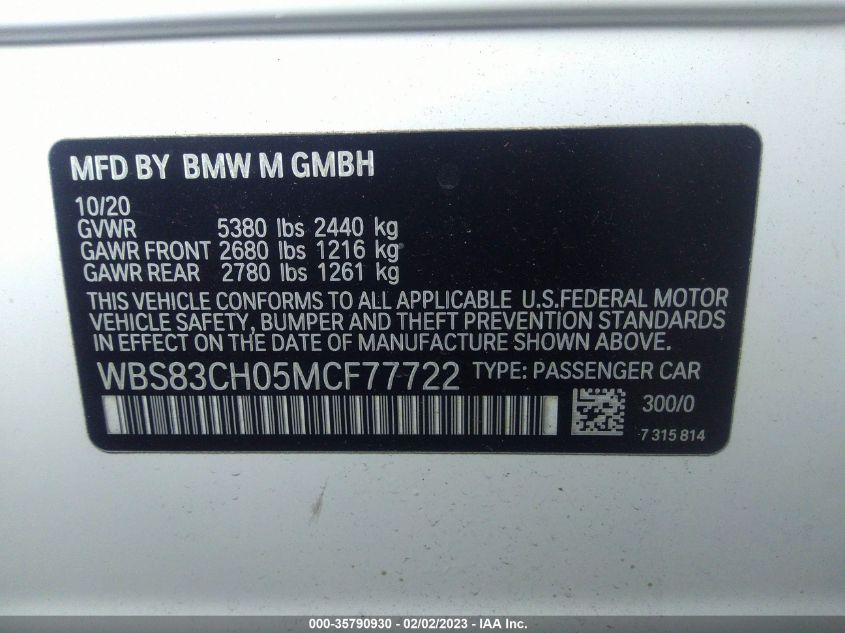 MFD BY BMW M GMBH
10/20
GVWR 5380 lbs 2440 kg
GAWR FRONT 2680 lbs 1216 kg
GAWR REAR 2780 lbs 1261 kg
THIS VEHICLE CONFORMS TO ALL APPLICABLE U.S.FEDERAL MOTOR
VEHICLE SAFETY, BUMPER AND THEFT PREVENTION STANDARDS
IN EFFECT ON THE DATE OF MANUFACTURE SHOWN ABOVE.
WBS83CH05MCF77722 TYPE: PASSENGER CAR
300/0
7 315 814
000-35790930 - 02/02/2023 - IAA Inc.